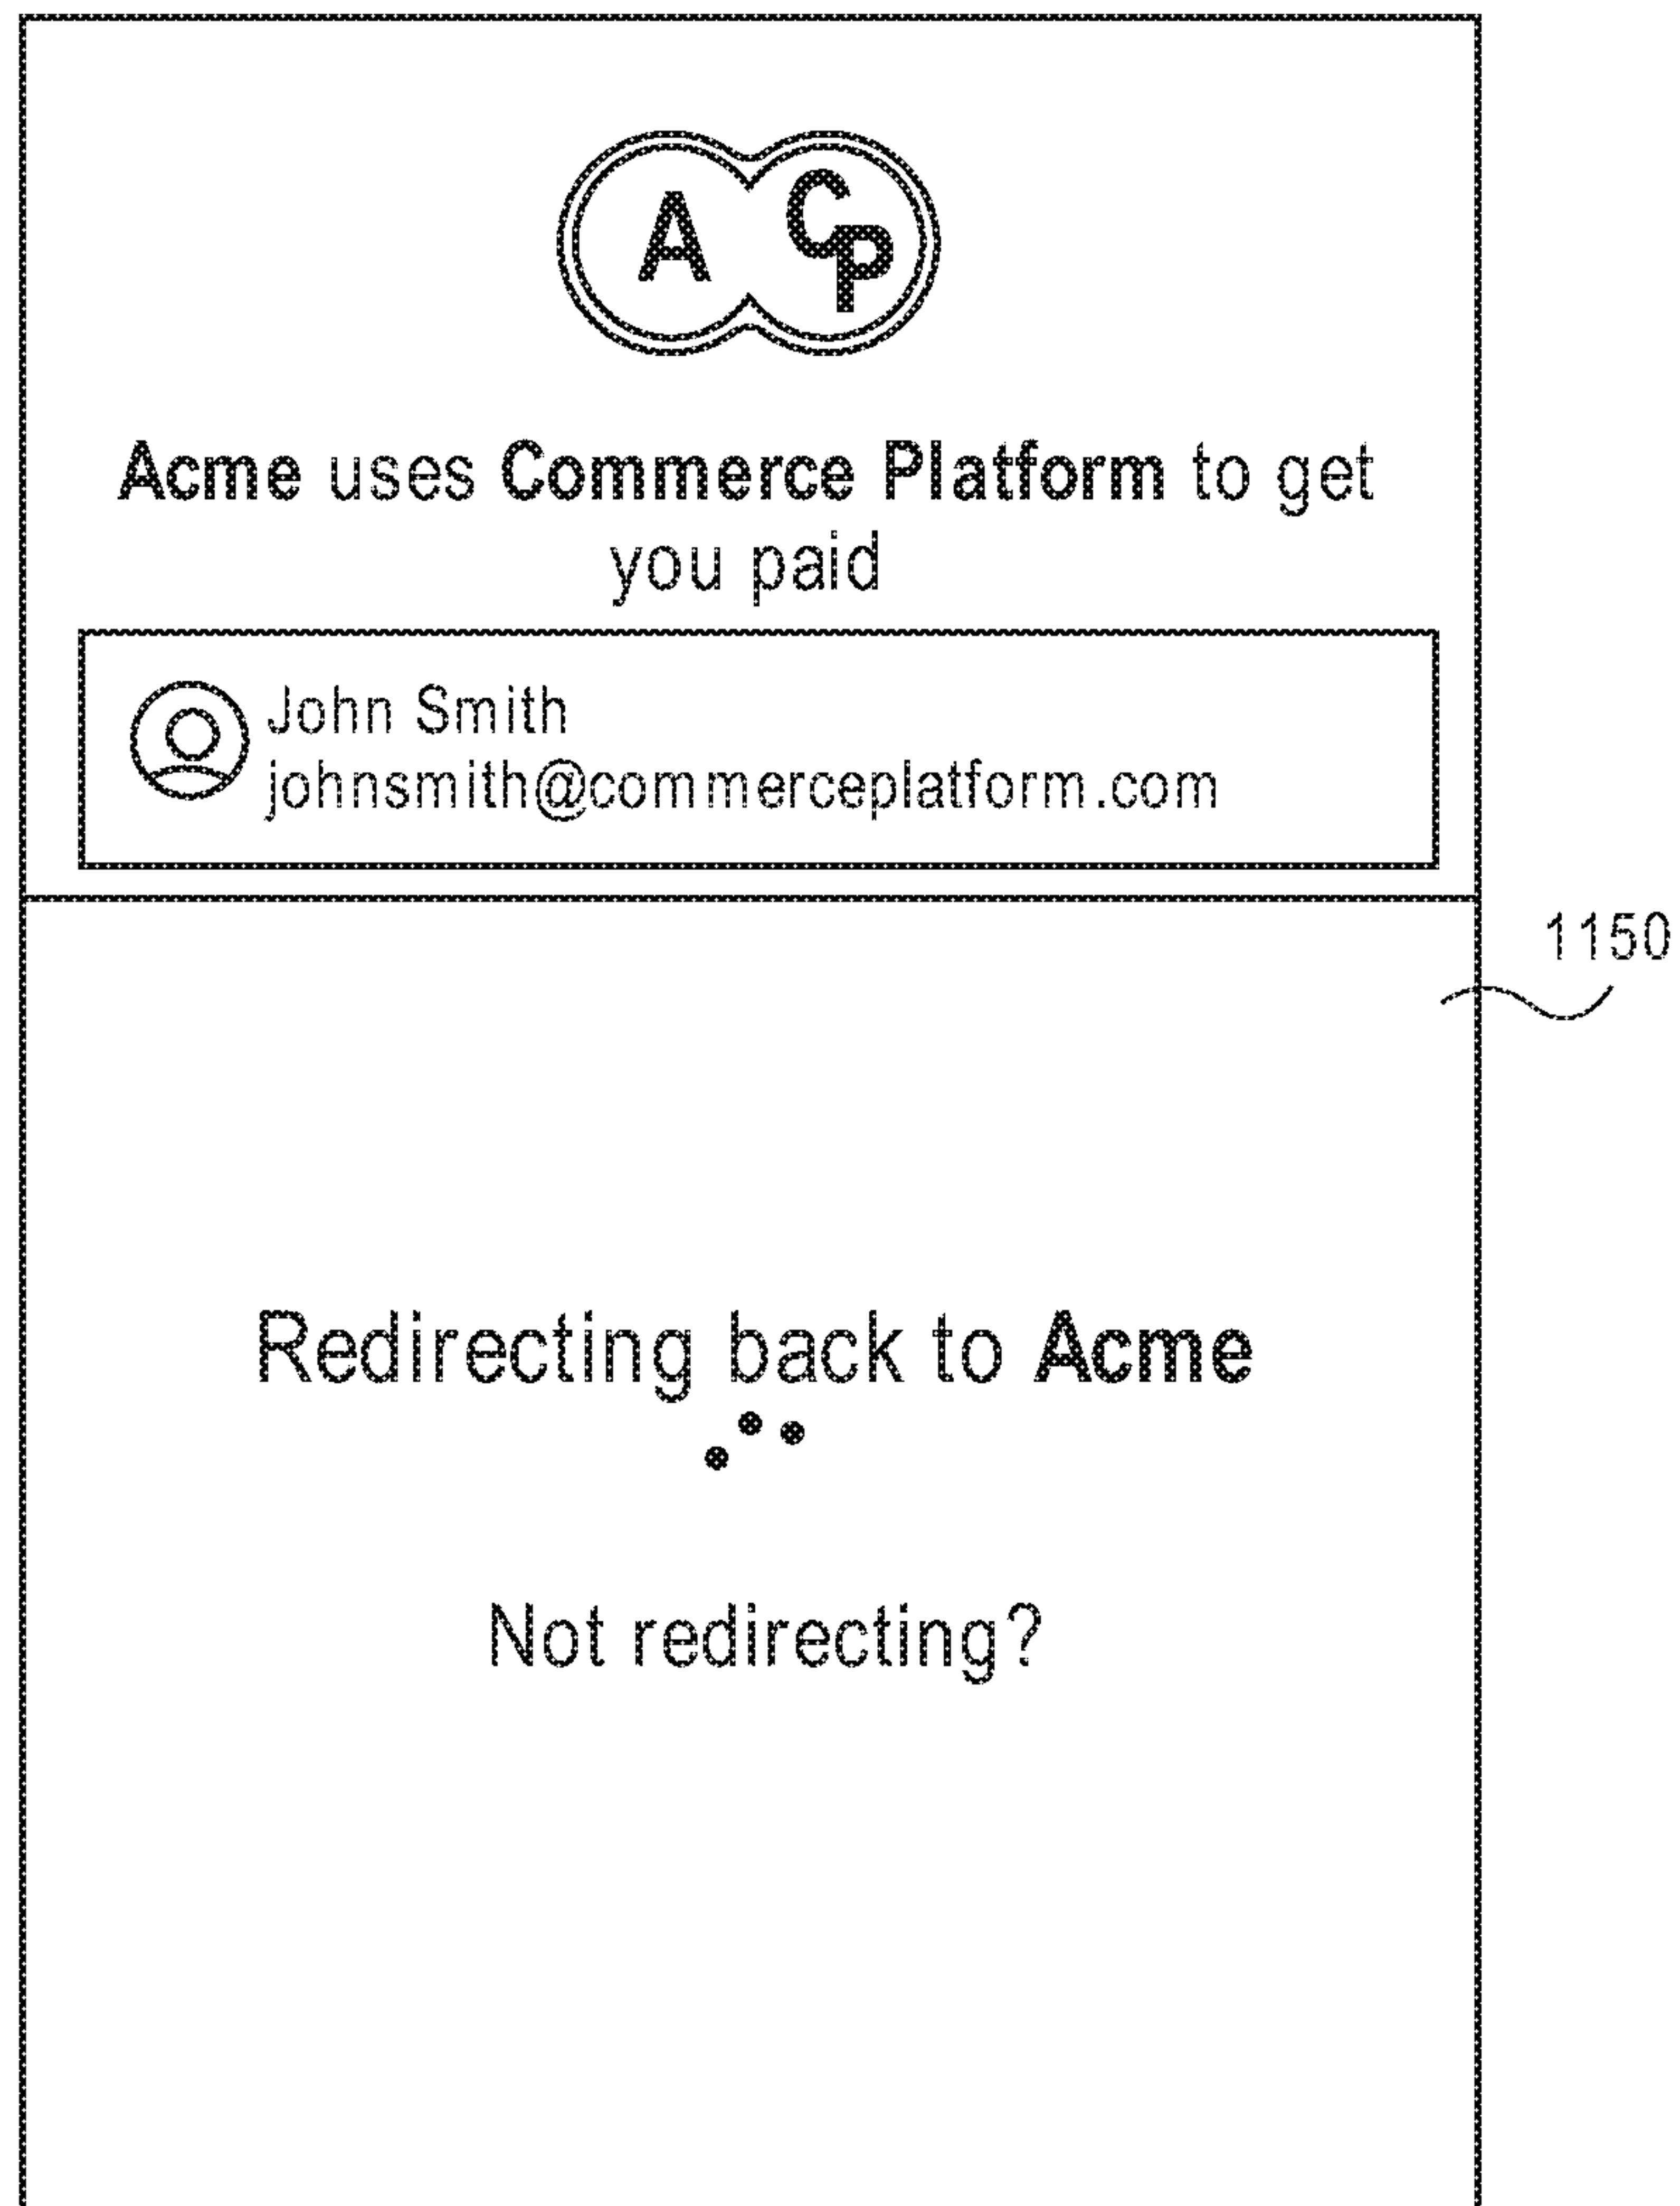 A CP
Acme uses Commerce Platform to get
you paid
John Smith
johnsmith@commerceplatform.com
1150
Redirecting back to Acme
Not redirecting?